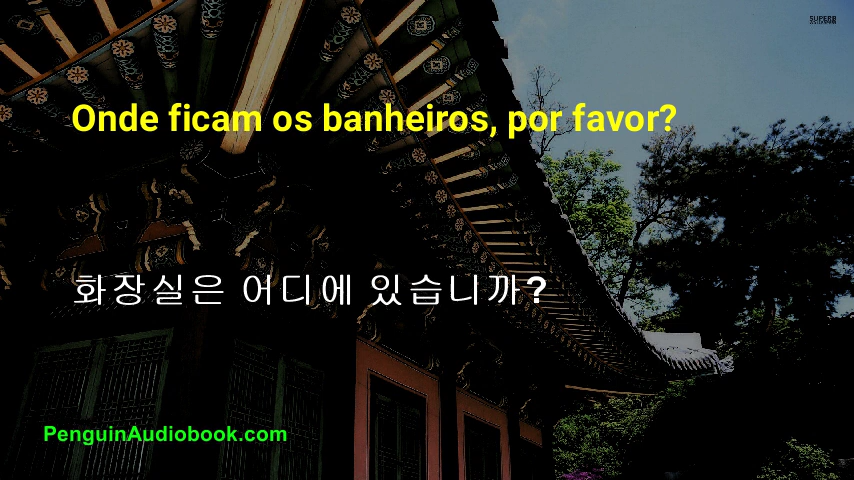 SUPERB
Onde ficam os banheiros, por favor?
화장실은 어디에 있습니까?
PenguinAudiobook.com